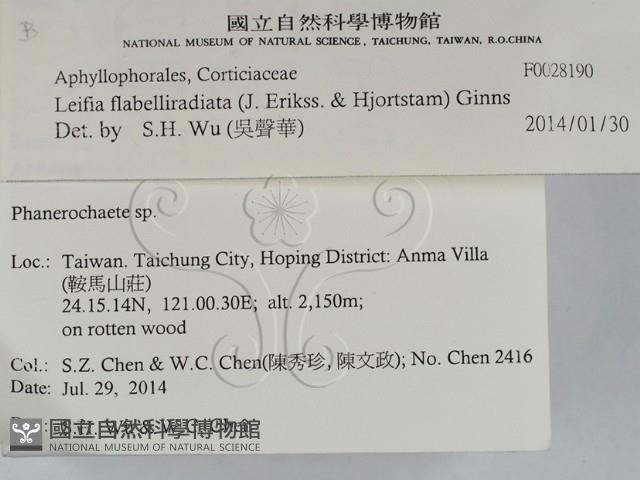 B
國立自然科學博物館
NATIONAL MUSEUM OF NATURAL SCIENCE, TAICHUNG, TAIWAN, R.O.CHINA
Aphyllophorales, Corticiaceae F0028190
Leifia flabelliradiata (J. Erikss. & Hjortstam) Ginns
Det. by S.H. Wu (吳聲華) 2014/01/30
Phanerochaete sp.
Loc.: Taiwan. Taichung City, Hoping District: Anma Villa
(鞍馬山莊)
24.15.14N, 121.00.30E; alt. 2,150m;
on rotten wood
Col.: S.Z. Chen & W.C. Chen(陳秀珍, 陳文政); No. Chen 2416
Date: Jul. 29, 2014
國立自然科學博物館
NATIONAL MUSEUM OF NATURAL SCIENCE